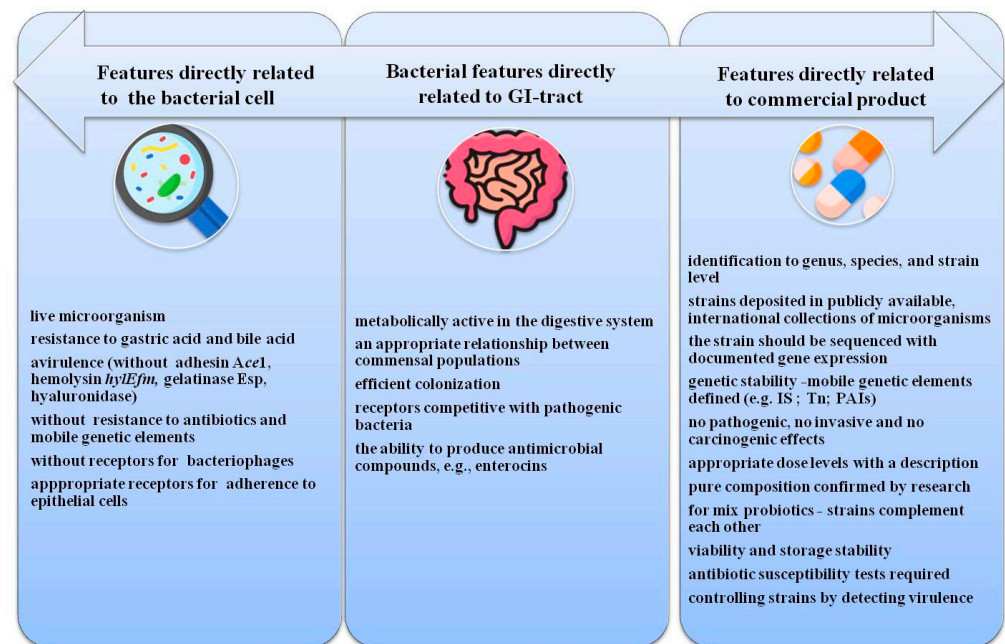 Features directly related
to the bacterial cell
live microorganism
resistance to gastric acid and bile acid
avirulence (without adhesin Ace1,
hemolysin hylEfm, gelatinase Esp,
hyaluronidase)
without resistance to antibiotics and
mobile genetic elements
without receptors for bacteriophages
apppropriate receptors for adherence to
epithelial cells
Bacterial features directly
related to GI-tract
metabolically active in the digestive system
an appropriate relationship between
commensal populations
efficient colonization
receptors competitive with pathogenic
bacteria
the ability to produce antimicrobial
compounds, e.g., enterocins
Features directly related
to commercial product
identification to genus, species, and strain
level
strains deposited in publicly available,
international collections of microorganisms
the strain should be sequenced with
documented gene expression
genetic stability -mobile genetic elements
defined (e.g. IS ; Tn; PAIs)
no pathogenic, no invasive and no
carcinogenic effects
appropriate dose levels with a description
pure composition confirmed by research
for mix probiotics - strains complement
each other
viability and storage stability
antibiotic susceptibility tests required
controlling strains by detecting virulence